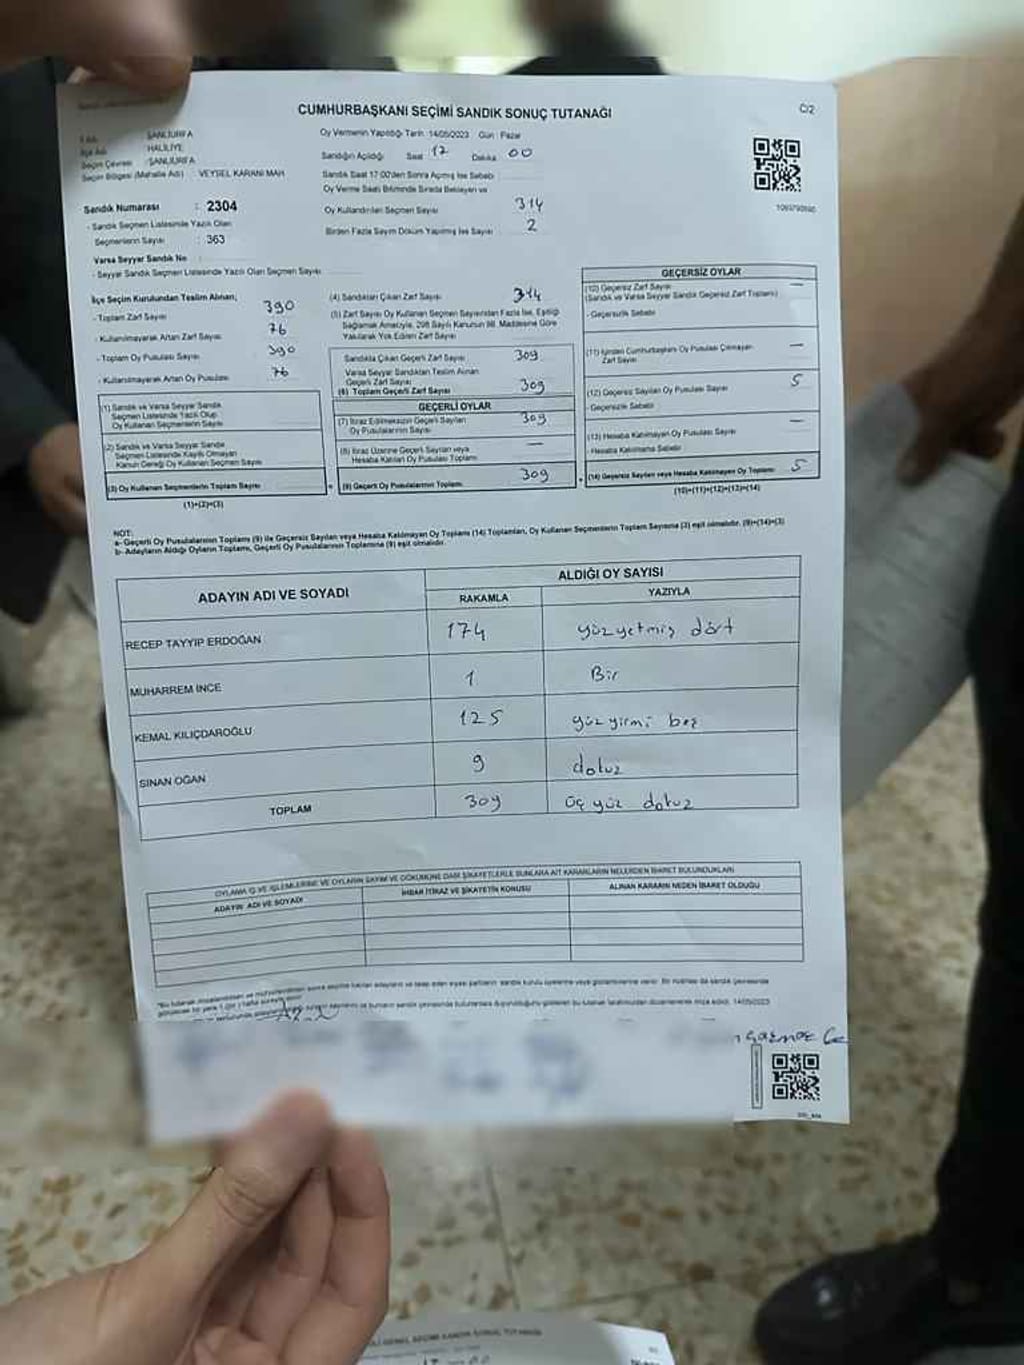 CUMHURBAŞKANI SEÇİMİ SANDIK SONUÇ TUTANAĞI
C/2
İl Adı : ŞANLIURFA
İlçe Adı HALİLİYE
Seçim Çevresi : ŞANLIURFA
Seçim Bölgesi (Mahalle Adı) : VEYSEL KARANİ MAH
Sandık Numarası : 2304
- Sandık Seçmen Listesinde Yazılı Olan
Seçmenlerin Sayısı : 363
Varsa Seyyar Sandık No
- Seyyar Sandık Seçmen Listesinde Yazılı Olan Seçmen Sayısı
Oy Vermenin Yapıldığı Tarih : 14/05/2023 Gün : Pazar
Sandığın Açıldığı Saat 17 Dakika 00
Sandık Saat 17:00'den Sonra Açılmış İse Sebebi
Oy Verme Saati Bitiminde Sırada Bekleyen ve
Oy Kullandırılan Seçmen Sayısı 314
Birden Fazla Sayım Döküm Yapılmış İse Sayısı 2
İlçe Seçim Kurulundan Teslim Alınan;
- Toplam Zarf Sayısı 390
- Kullanılmayarak Artan Zarf Sayısı 76
- Toplam Oy Pusulası Sayısı 390
- Kullanılmayarak Artan Oy Pusulası 76
(1) Sandık ve Varsa Seyyar Sandık
Seçmen Listesinde Yazılı Olup
Oy Kullanan Seçmen Sayısı
(2) Sandık ve Varsa Seyyar Sandık
Seçmen Listesinde Kayıtlı Olmayan
Kanun Gereği Oy Kullanan Seçmen Sayısı
(3) Oy Kullanan Seçmenlerin Toplam Sayısı
(1)+(2)=(3)
(4) Sandıktan Çıkan Zarf Sayısı 314
(5) Zarf Sayısı Oy Kullanan Seçmen Sayısından Fazla İse, Eşitliği
Sağlamak Amacıyla, 298 Sayılı Kanunun 98. Maddesine Göre
Yakılarak Yok Edilen Zarf Sayısı
Sandıkta Çıkan Geçerli Zarf Sayısı 309
Varsa Seyyar Sandıktan Teslim Alınan
Geçerli Zarf Sayısı
(6) Toplam Geçerli Zarf Sayısı 309
GEÇERLİ OYLAR
(7) İtiraz Edilmeksizin Geçerli Sayılan
Oy Pusulalarının Sayısı 309
(8) İtiraz Üzerine Geçerli Sayılan veya
Hesaba Katılan Oy Pusulası Toplamı —
(9) Geçerli Oy Pusulalarının Toplamı 309
GEÇERSİZ OYLAR
(10) Geçersiz Zarf Sayısı —
(Sandık ve Varsa Seyyar Sandık Geçersiz Zarf Toplamı)
- Geçersizlik Sebebi
(11) İçinden Cumhurbaşkanı Oy Pusulası Çıkmayan
Zarf Sayısı —
(12) Geçersiz Sayılan Oy Pusulası Sayısı 5
- Geçersizlik Sebebi
(13) Hesaba Katılmayan Oy Pusulası Sayısı —
- Hesaba Katılmama Sebebi
(14) Geçersiz Sayılan veya Hesaba Katılmayan Oy Toplamı 5
(10)+(11)+(12)+(13)=(14)
NOT:
a- Geçerli Oy Pusulalarının Toplamı (9) ile Geçersiz Sayılan veya Hesaba Katılmayan Oy Toplamı (14) Toplamları, Oy Kullanan Seçmenlerin Toplam Sayısına (3) eşit olmalıdır. (9)+(14)=(3)
b- Adayların Aldığı Oyların Toplamı, Geçerli Oy Pusulalarının Toplamına (9) eşit olmalıdır.
ADAYIN ADI VE SOYADI
ALDIĞI OY SAYISI
RAKAMLA YAZIYLA
RECEP TAYYİP ERDOĞAN 174 yüzyetmiş dört
MUHARREM İNCE 1 Bir
KEMAL KILIÇDAROĞLU 125 yüzyirmi beş
SİNAN OĞAN 9 dokuz
TOPLAM 309 üç yüz dokuz
OYLAMA İŞ VE İŞLEMLERİNE VE OYLARIN SAYIM VE DÖKÜMÜNE DAİR ŞİKAYETLERLE BUNLARA AİT KARARLARIN NELERDEN İBARET BULUNDUKLARI
ADAYIN ADI VE SOYADI
İHBAR İTİRAZ VE ŞİKAYETİN KONUSU
ALINAN KARARIN NEDEN İBARET OLDUĞU